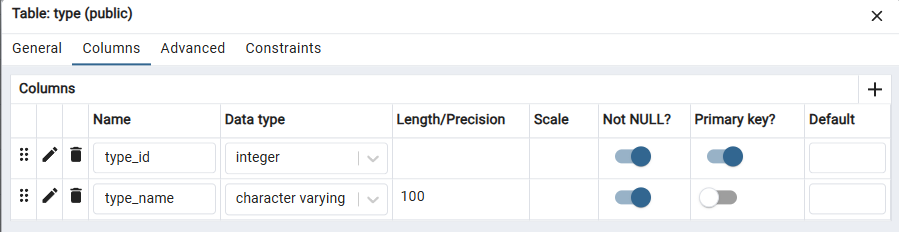 Table: type (public)
General Columns Advanced Constraints
Columns
Name Data type Length/Precision Scale Not NULL? Primary key? Default
type_id integer
type_name character varying 100